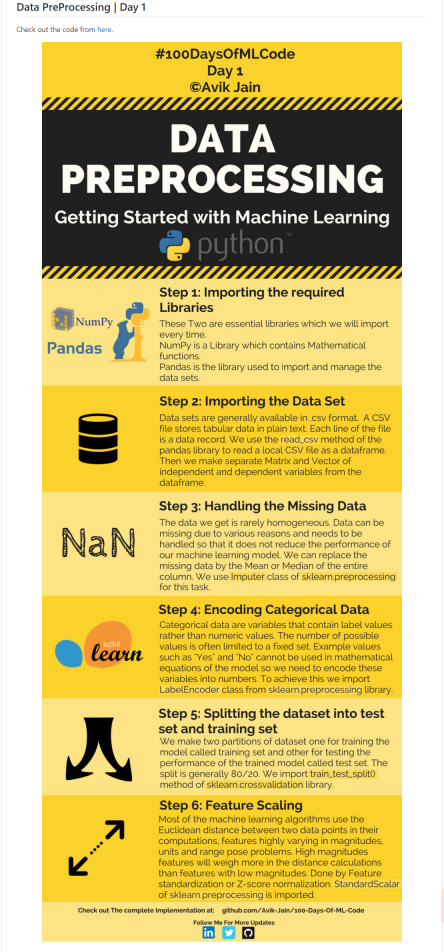 Data PreProcessing | Day 1
Check out the code from here.
#100DaysOfMLCode
Day 1
©Avik Jain
DATA
PREPROCESSING
Getting Started with Machine Learning
python™
NumPy
Pandas
Step 1: Importing the required
Libraries
These Two are essential libraries which we will import
every time.
NumPy is a Library which contains Mathematical
functions.
Pandas is the library used to import and manage the
data sets.
Step 2: Importing the Data Set
Data sets are generally available in .csv format. A CSV
file stores tabular data in plain text. Each line of the file
is a data record. We use the read_csv method of the
pandas library to read a local CSV file as a dataframe.
Then we make separate Matrix and Vector of
independent and dependent variables from the
dataframe.
NaN
Step 3: Handling the Missing Data
The data we get is rarely homogeneous. Data can be
missing due to various reasons and needs to be
handled so that it does not reduce the performance of
our machine learning model. We can replace the
missing data by the Mean or Median of the entire
column. We use Imputer class of sklearn.preprocessing
for this task.
scikit
learn
Step 4: Encoding Categorical Data
Categorical data are variables that contain label values
rather than numeric values. The number of possible
values is often limited to a fixed set. Example values
such as "Yes" and "No" cannot be used in mathematical
equations of the model so we need to encode these
variables into numbers. To achieve this we import
LabelEncoder class from sklearn.preprocessing library.
Step 5: Splitting the dataset into test
set and training set
We make two partitions of dataset one for training the
model called training set and other for testing the
performance of the trained model called test set. The
split is generally 80/20. We import train_test_split()
method of sklearn.crossvalidation library.
Step 6: Feature Scaling
Most of the machine learning algorithms use the
Euclidean distance between two data points in their
computations, features highly varying in magnitudes,
units and range pose problems. High magnitudes
features will weigh more in the distance calculations
than features with low magnitudes. Done by Feature
standardization or Z-score normalization. StandardScalar
of sklearn.preprocessing is imported.
Check out The complete Implementation at: github.com/Avik-Jain/100-Days-Of-ML-Code
Follow Me For More Updates
in